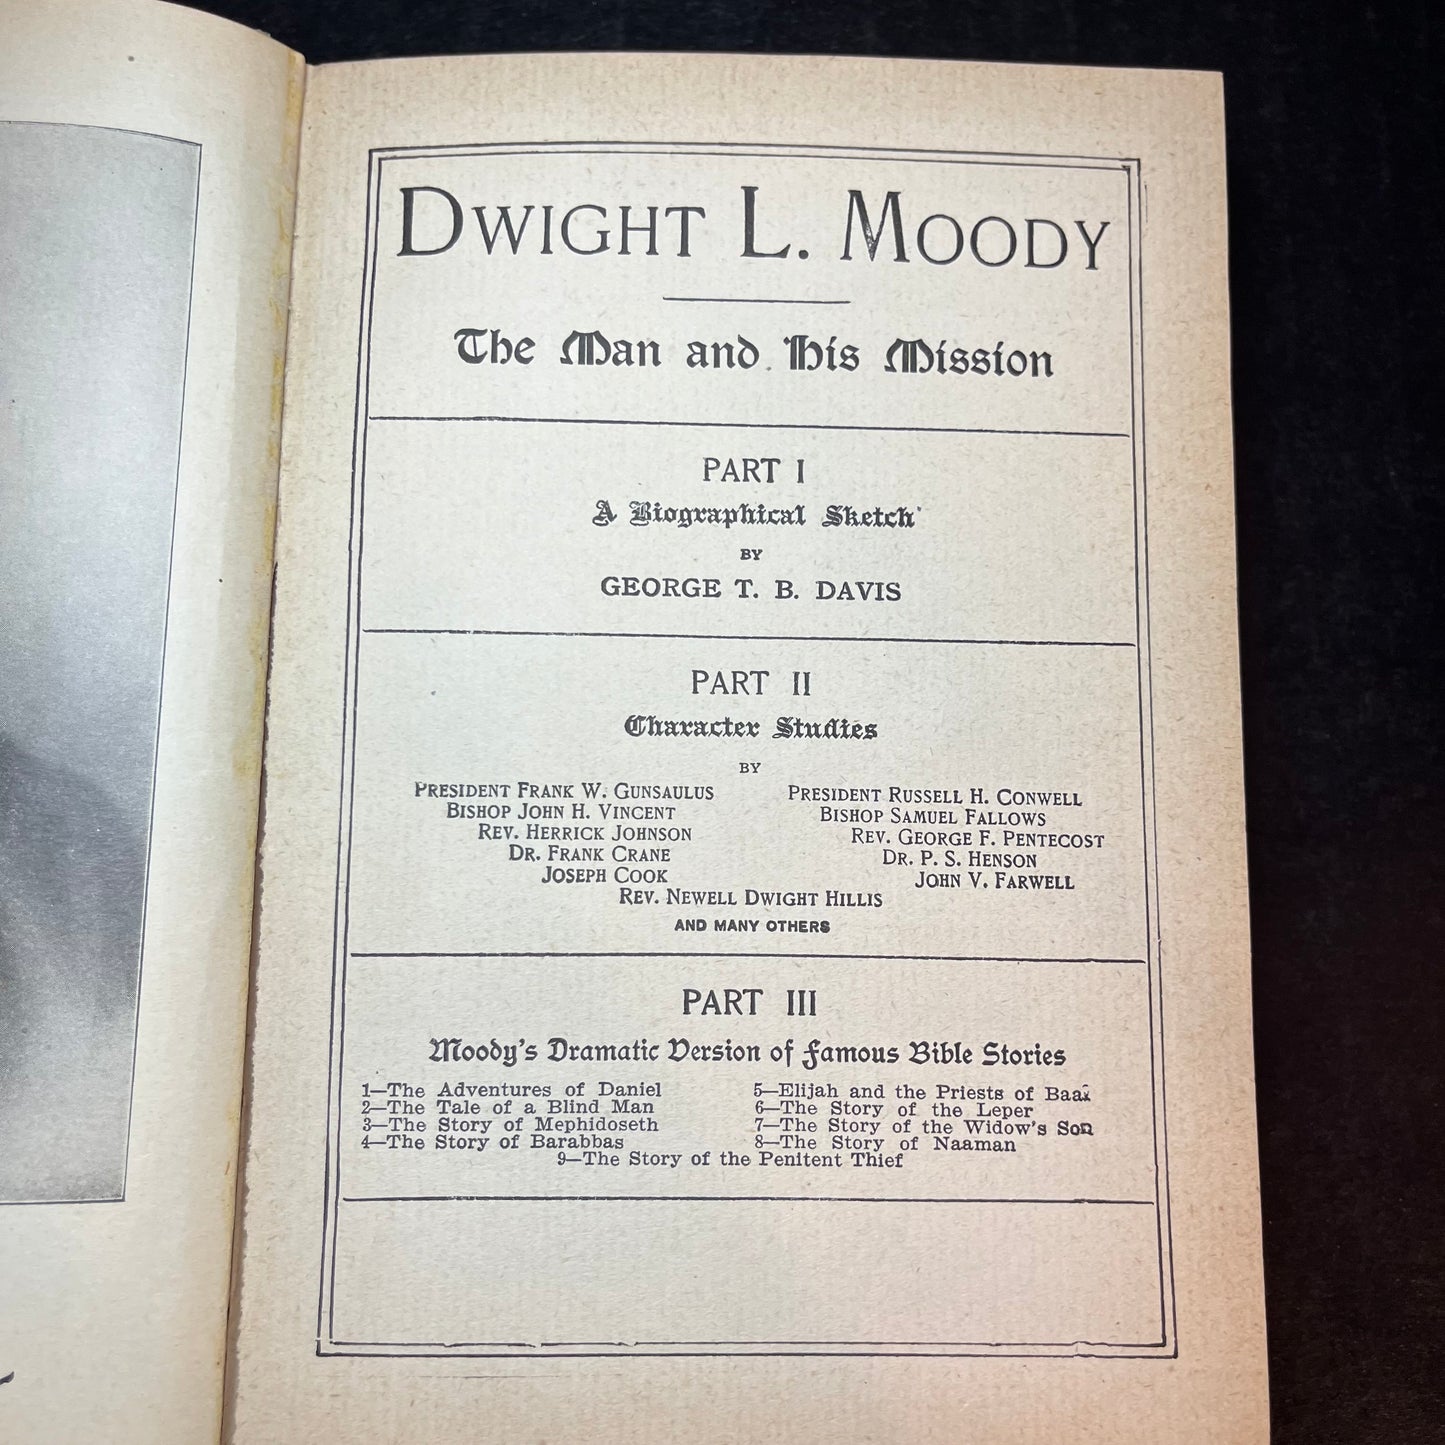 DWIGHT L. MOODY
The Man and His Mission
PART I
A Biographical Sketch
BY
GEORGE T. B. DAVIS
PART II
Character Studies
BY
PRESIDENT FRANK W. GUNSAULUS
BISHOP JOHN H. VINCENT
REV. HERRICK JOHNSON
DR. FRANK CRANE
JOSEPH COOK
PRESIDENT RUSSELL H. CONWELL
BISHOP SAMUEL FALLOWS
REV. GEORGE F. PENTECOST
DR. P. S. HENSON
JOHN V. FARWELL
REV. NEWELL DWIGHT HILLIS
AND MANY OTHERS
PART III
Moody's Dramatic Version of Famous Bible Stories
1—The Adventures of Daniel
2—The Tale of a Blind Man
3—The Story of Mephidoseth
4—The Story of Barabbas
5—Elijah and the Priests of Baal
6—The Story of the Leper
7—The Story of the Widow's Son
8—The Story of Naaman
9—The Story of the Penitent Thief